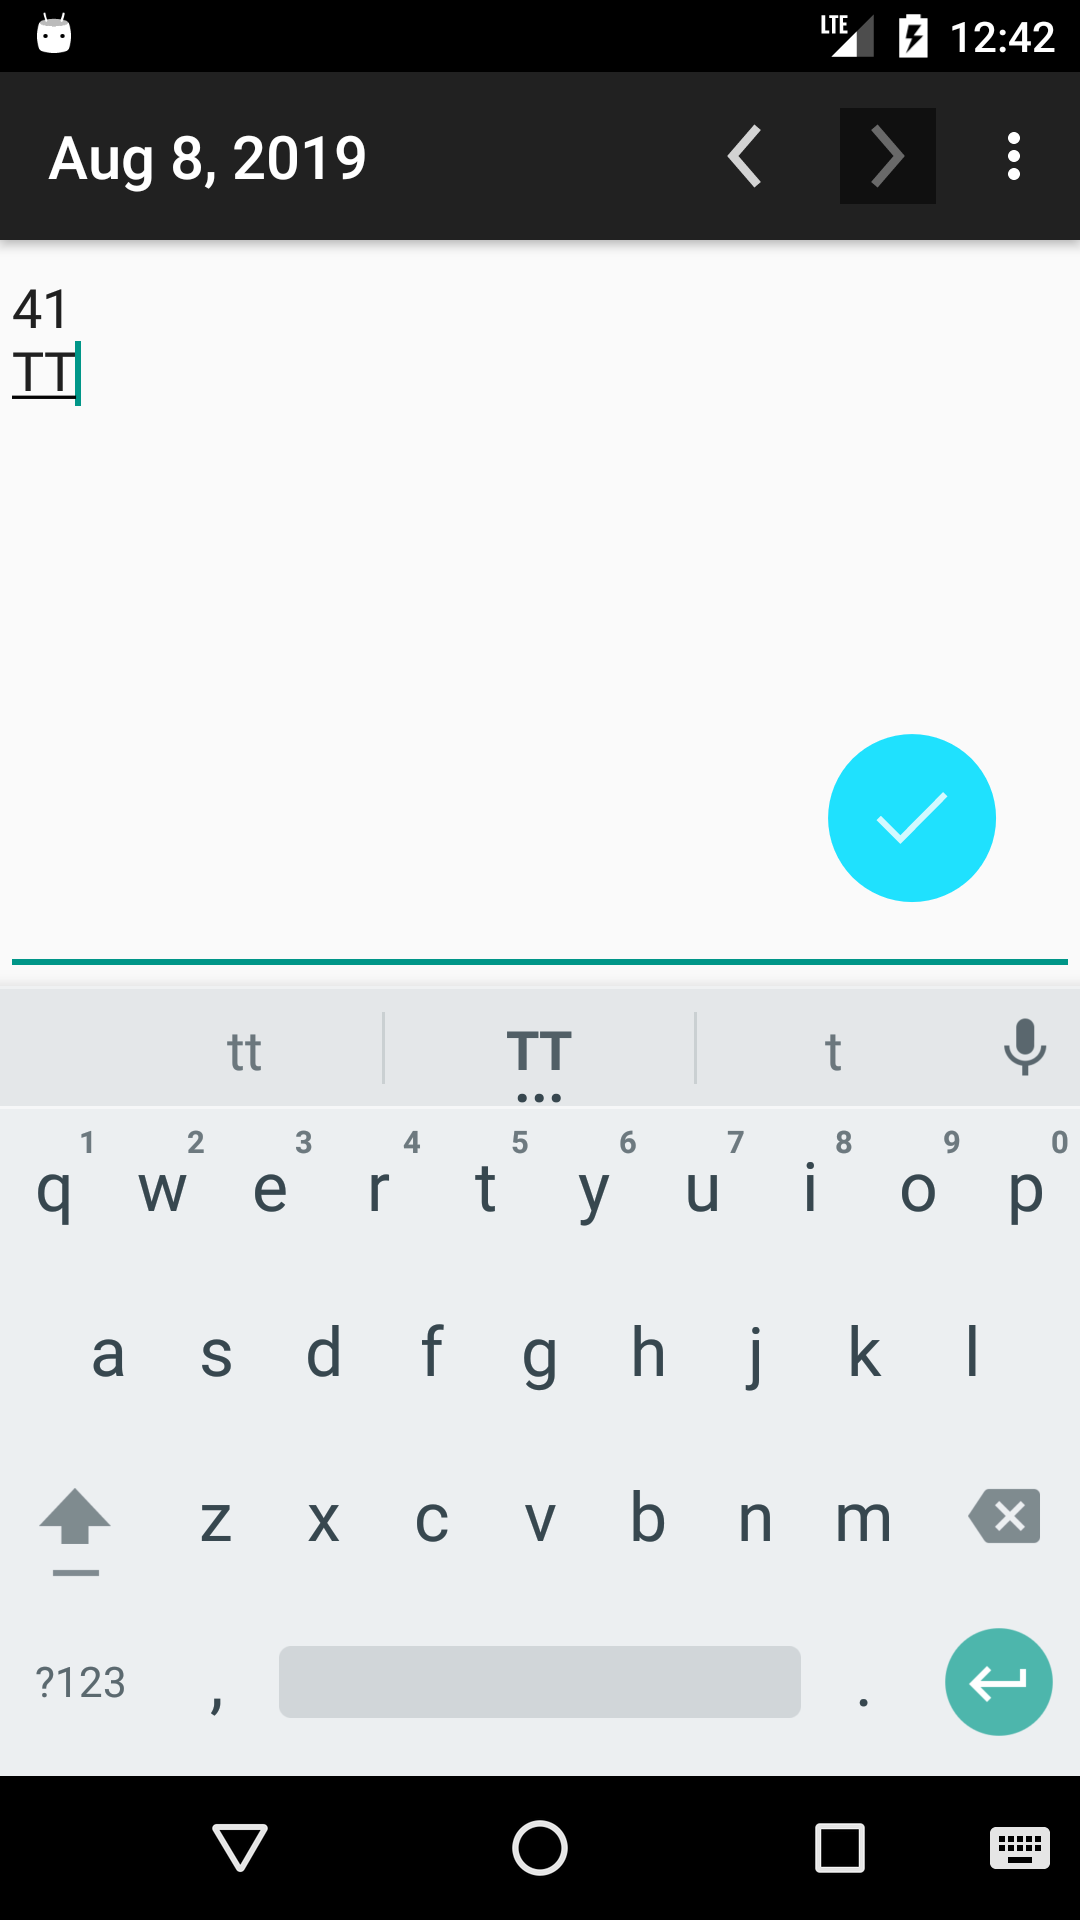 LTE 12:42
Aug 8, 2019
41
TT
tt TT t
1 2 3 4 5 6 7 8 9 0
q w e r t y u i o p
a s d f g h j k l
z x c v b n m
?123 , .